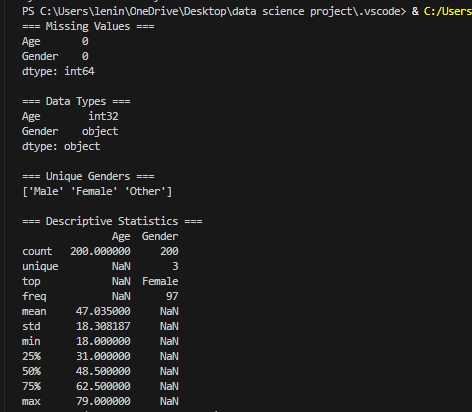 PS C:\Users\lenin\OneDrive\Desktop\data science project\.vscode> & C:/Users
=== Missing Values ===
Age       0
Gender    0
dtype: int64
=== Data Types ===
Age        int32
Gender    object
dtype: object
=== Unique Genders ===
['Male' 'Female' 'Other']
=== Descriptive Statistics ===
               Age  Gender
count   200.000000     200
unique         NaN       3
top            NaN  Female
freq           NaN      97
mean     47.035000     NaN
std      18.308187     NaN
min      18.000000     NaN
25%      31.000000     NaN
50%      48.500000     NaN
75%      62.500000     NaN
max      79.000000     NaN